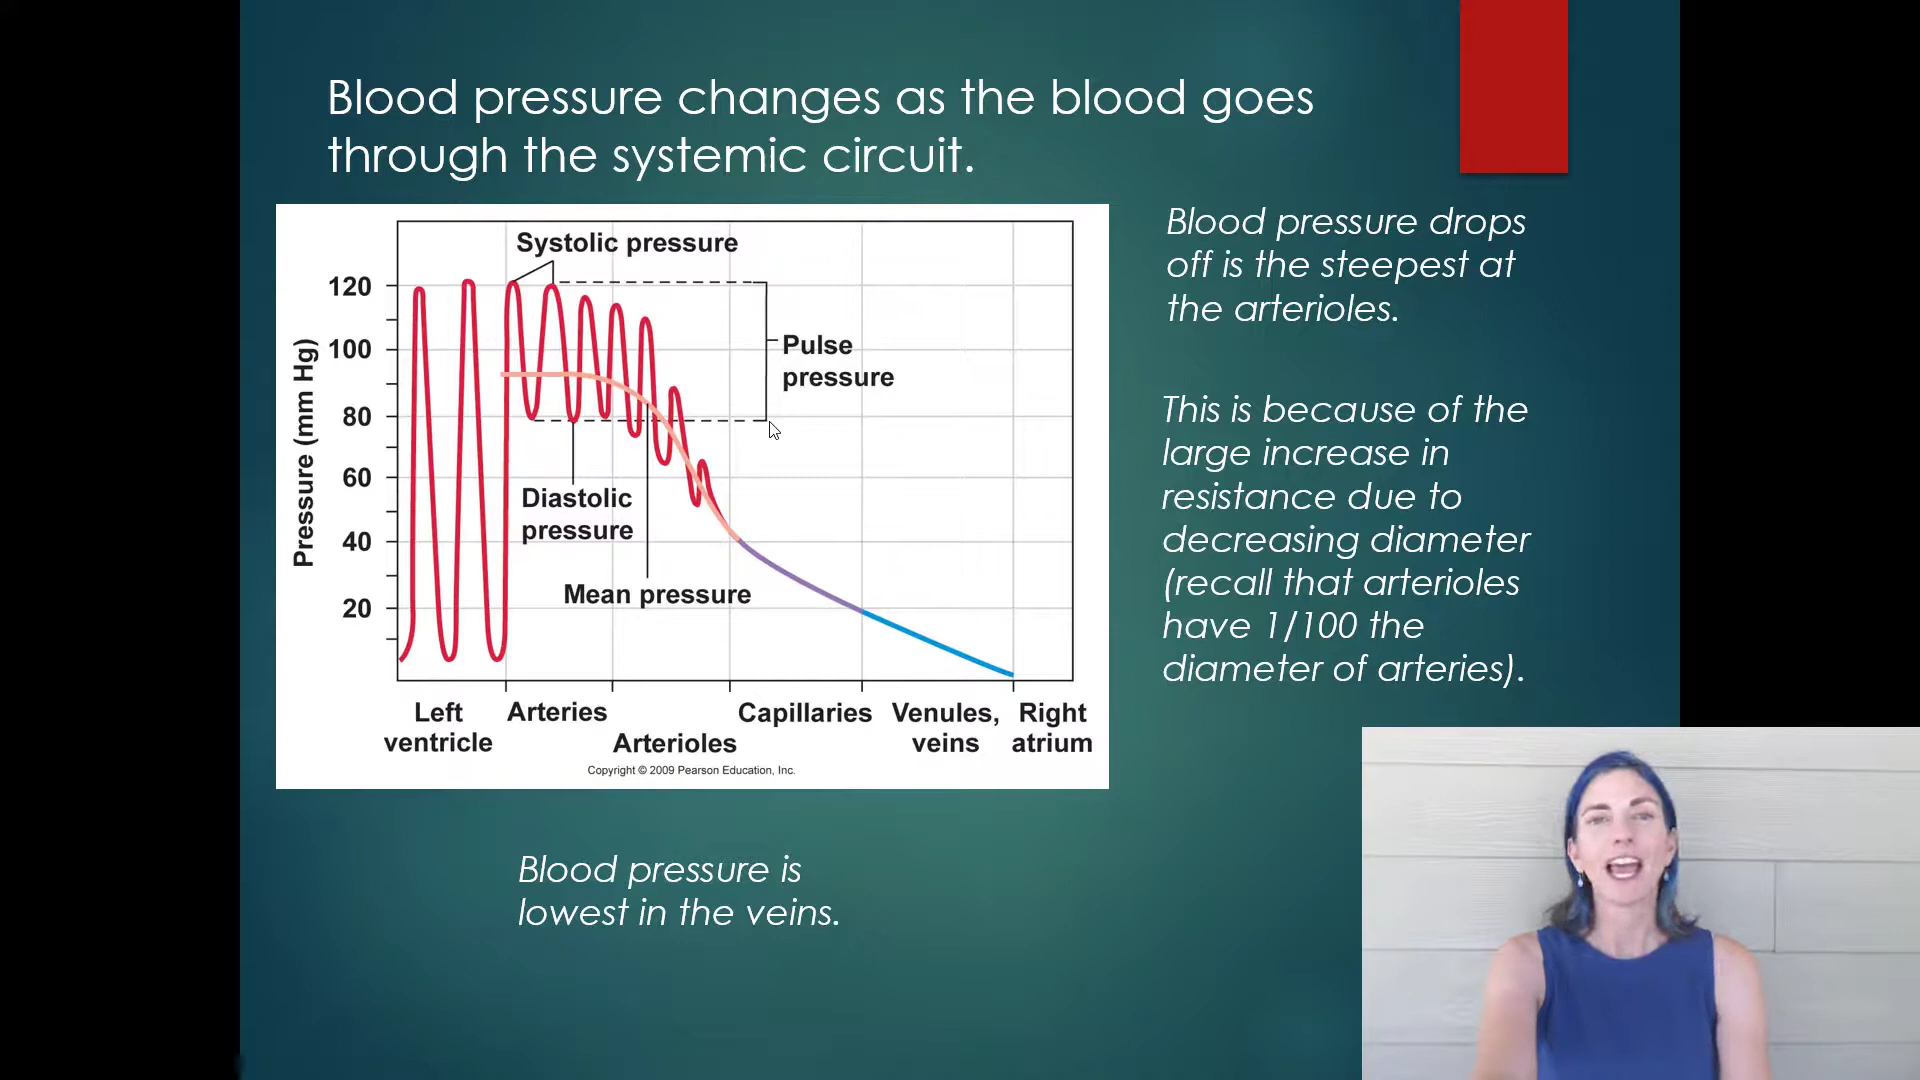 Blood pressure changes as the blood goes
through the systemic circuit.
Systolic pressure
120
100
80
60
40
20
Pressure (mm Hg)
Pulse
pressure
Diastolic
pressure
Mean pressure
Left
ventricle
Arteries
Arterioles
Capillaries
Venules,
veins
Right
atrium
Copyright © 2009 Pearson Education, Inc.
Blood pressure drops
off is the steepest at
the arterioles.
This is because of the
large increase in
resistance due to
decreasing diameter
(recall that arterioles
have 1/100 the
diameter of arteries).
Blood pressure is
lowest in the veins.